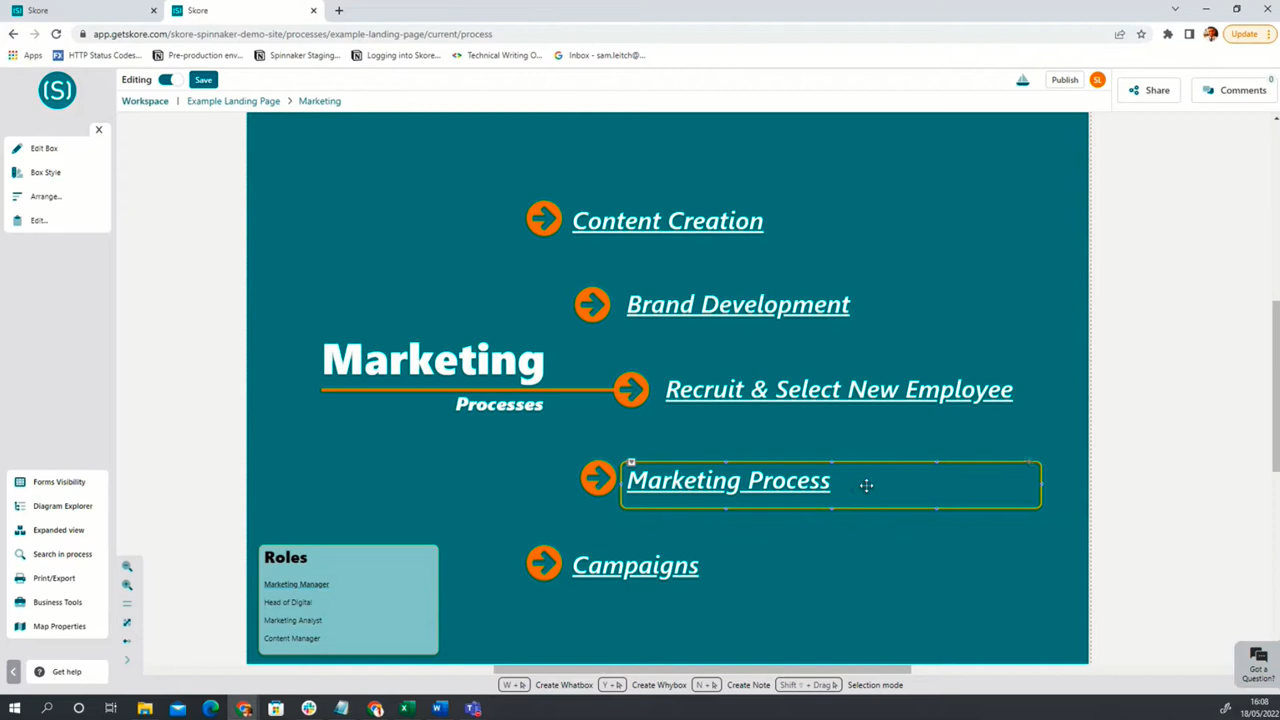 Skore
Skore
app.getskore.com/skore-spinnaker-demo-site/processes/example-landing-page/current/process
Update
Apps
HTTP Status Codes...
Pre-production env...
Spinnaker Staging...
Logging into Skore...
Technical Writing O...
Inbox - sam.leitch@...
(S)
Editing
Save
Publish
SL
Share
Comments
0
Workspace
Example Landing Page > Marketing
X
Edit Box
Box Style
Arrange...
Edit...
Content Creation
Brand Development
Marketing
Processes
Recruit & Select New Employee
Marketing Process
Campaigns
Roles
Marketing Manager
Head of Digital
Marketing Analyst
Content Manager
Forms Visibility
Diagram Explorer
Expanded view
Search in process
Print/Export
Business Tools
Map Properties
Get help
Got a
Question?
W + Create Whatbox Y + Create Whybox N + Create Note Shift ⇧ + Drag Selection mode
16:08
18/05/2022